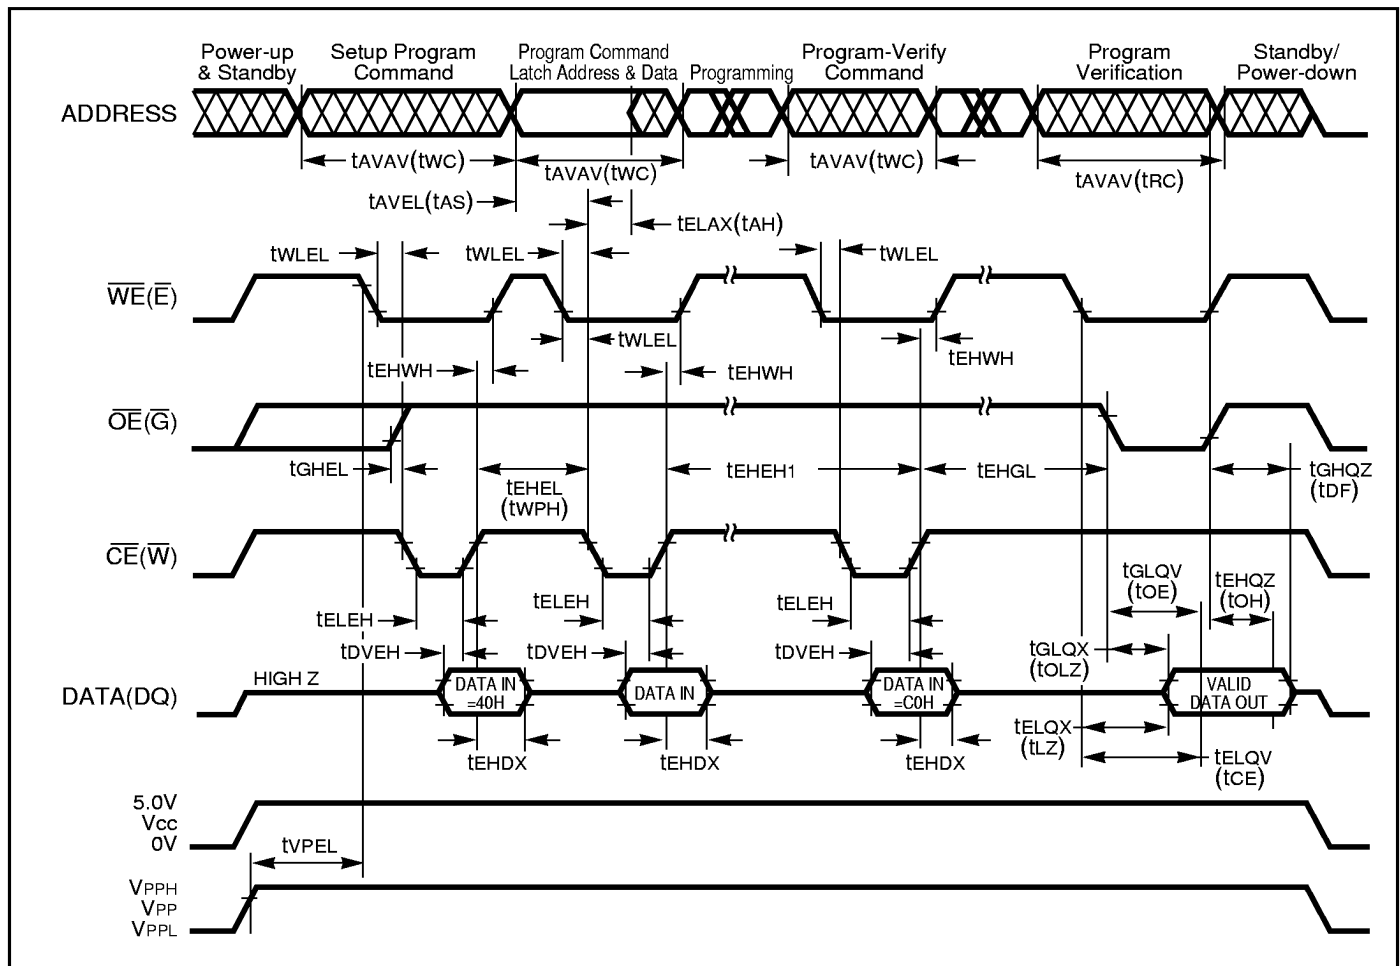 Power-up
& Standby
Setup Program
Command
Program Command
Latch Address & Data
Programming
Program-Verify
Command
Program
Verification
Standby/
Power-down
ADDRESS
tAVAV(tWC)
tAVAV(tWC)
tAVAV(tWC)
tAVAV(tRC)
tAVEL(tAS)
tELAX(tAH)
tWLEL
tWLEL
tWLEL
WE(E)
tWLEL
tEHWH
tEHWH
tEHWH
OE(G)
tGHEL
tEHEL
(tWPH)
tEHEH1
tEHGL
tGHQZ
(tDF)
CE(W)
tGLQV
(tOE)
tEHQZ
(tOH)
tELEH
tELEH
tELEH
tDVEH
tDVEH
tDVEH
tGLQX
(tOLZ)
DATA(DQ)
HIGH Z
DATA IN
=40H
DATA IN
DATA IN
=C0H
VALID
DATA OUT
tEHDX
tEHDX
tEHDX
tELQX
(tLZ)
tELQV
(tCE)
5.0V
VCC
0V
tVPEL
VPPH
VPP
VPPL